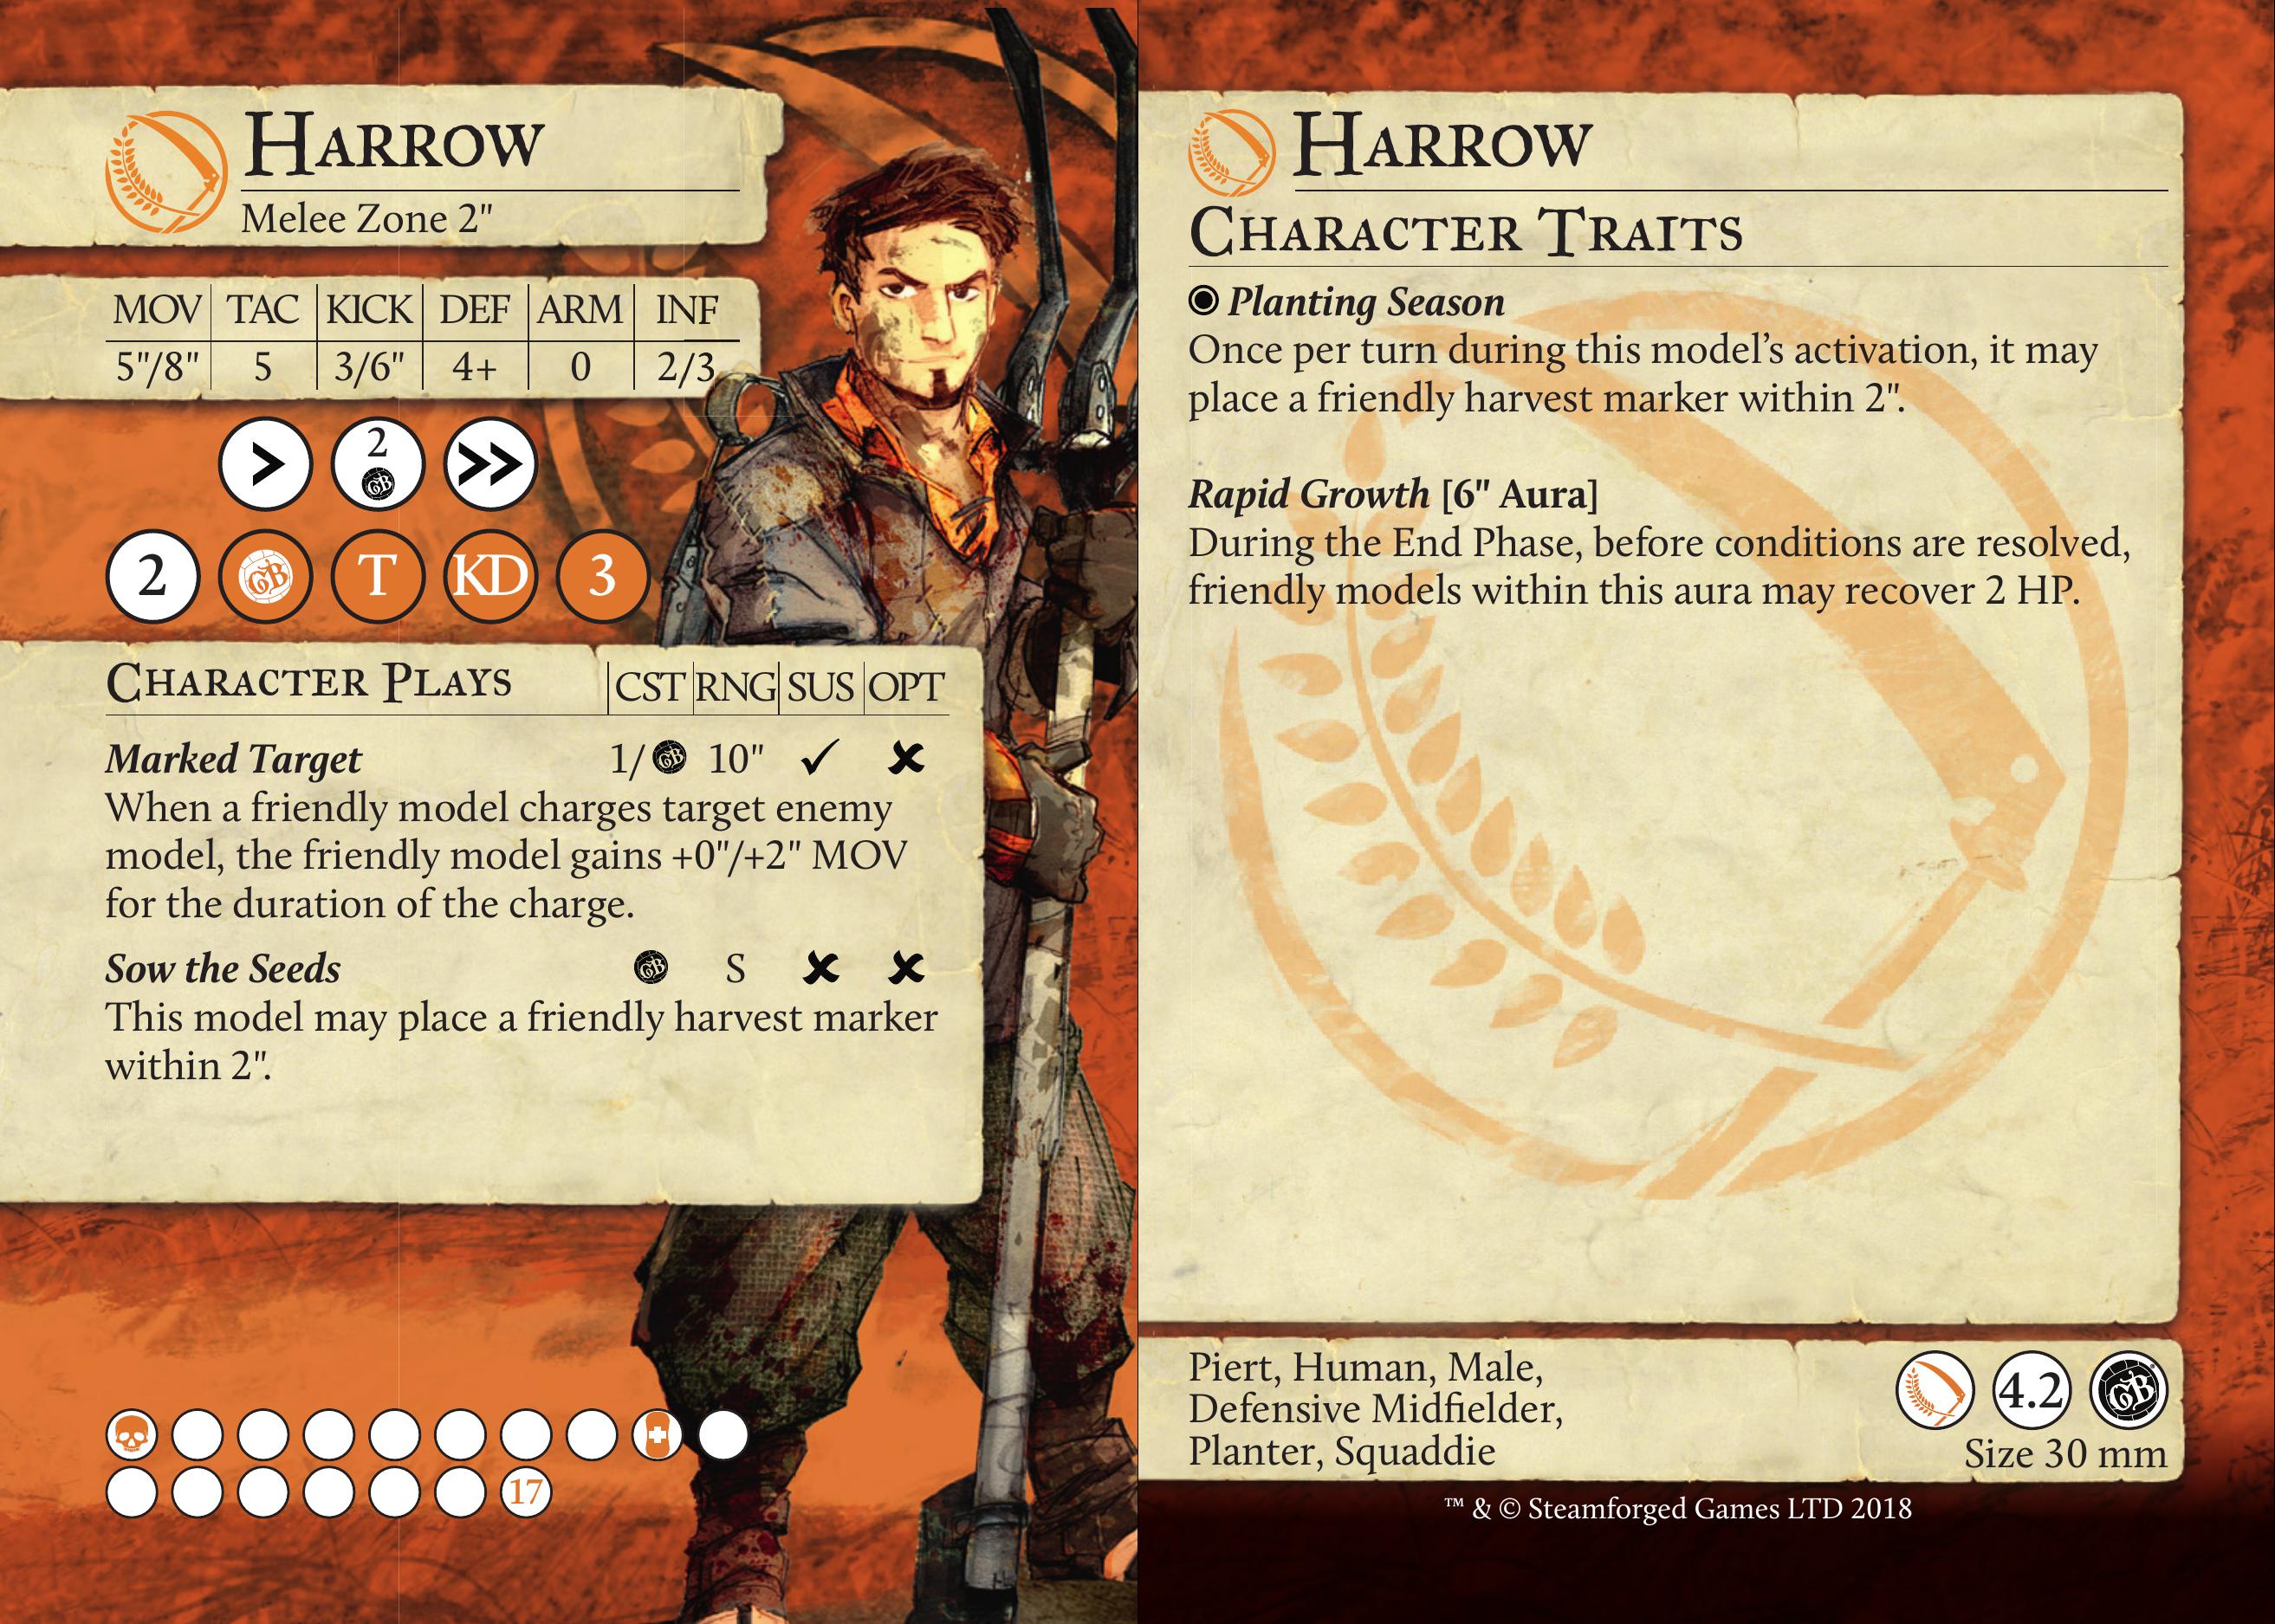 Harrow
Melee Zone 2"
MOV TAC KICK DEF ARM INF
5"/8" 5 3/6" 4+ 0 2/3
> 2 GB >>
2 GB T KD 3
Character Plays CST RNG SUS OPT
Marked Target 1/GB 10" ✓ ✘
When a friendly model charges target enemy
model, the friendly model gains +0"/+2" MOV
for the duration of the charge.
Sow the Seeds GB S ✘ ✘
This model may place a friendly harvest marker
within 2".
17
Harrow
Character Traits
Planting Season
Once per turn during this model’s activation, it may
place a friendly harvest marker within 2".
Rapid Growth [6" Aura]
During the End Phase, before conditions are resolved,
friendly models within this aura may recover 2 HP.
Piert, Human, Male,
Defensive Midfielder,
Planter, Squaddie
4.2 GB
Size 30 mm
™ & © Steamforged Games LTD 2018